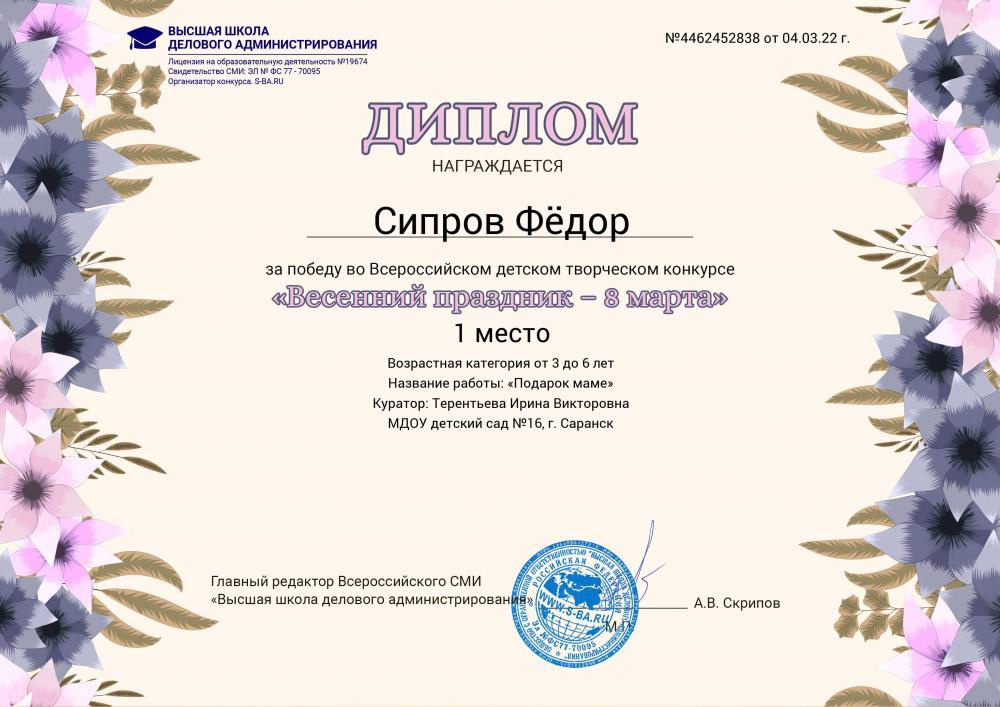 ВЫСШАЯ ШКОЛА
ДЕЛОВОГО АДМИНИСТРИРОВАНИЯ
Лицензия на образовательную деятельность №19674
Свидетельство СМИ: ЭЛ № ФС 77 - 70095
Организатор конкурса. S-BA.RU
№4462452838 от 04.03.22 г.
ДИПЛОМ
НАГРАЖДАЕТСЯ
Сипров Фёдор
за победу во Всероссийском детском творческом конкурсе
«Весенний праздник – 8 марта»
1 место
Возрастная категория от 3 до 6 лет
Название работы: «Подарок маме»
Куратор: Терентьева Ирина Викторовна
МДОУ детский сад №16, г. Саранск
Главный редактор Всероссийского СМИ
«Высшая школа делового администрирования»
А.В. Скрипов
М.П.
РОССИЙСКАЯ ФЕДЕРАЦИЯ
WWW.S-BA.RU